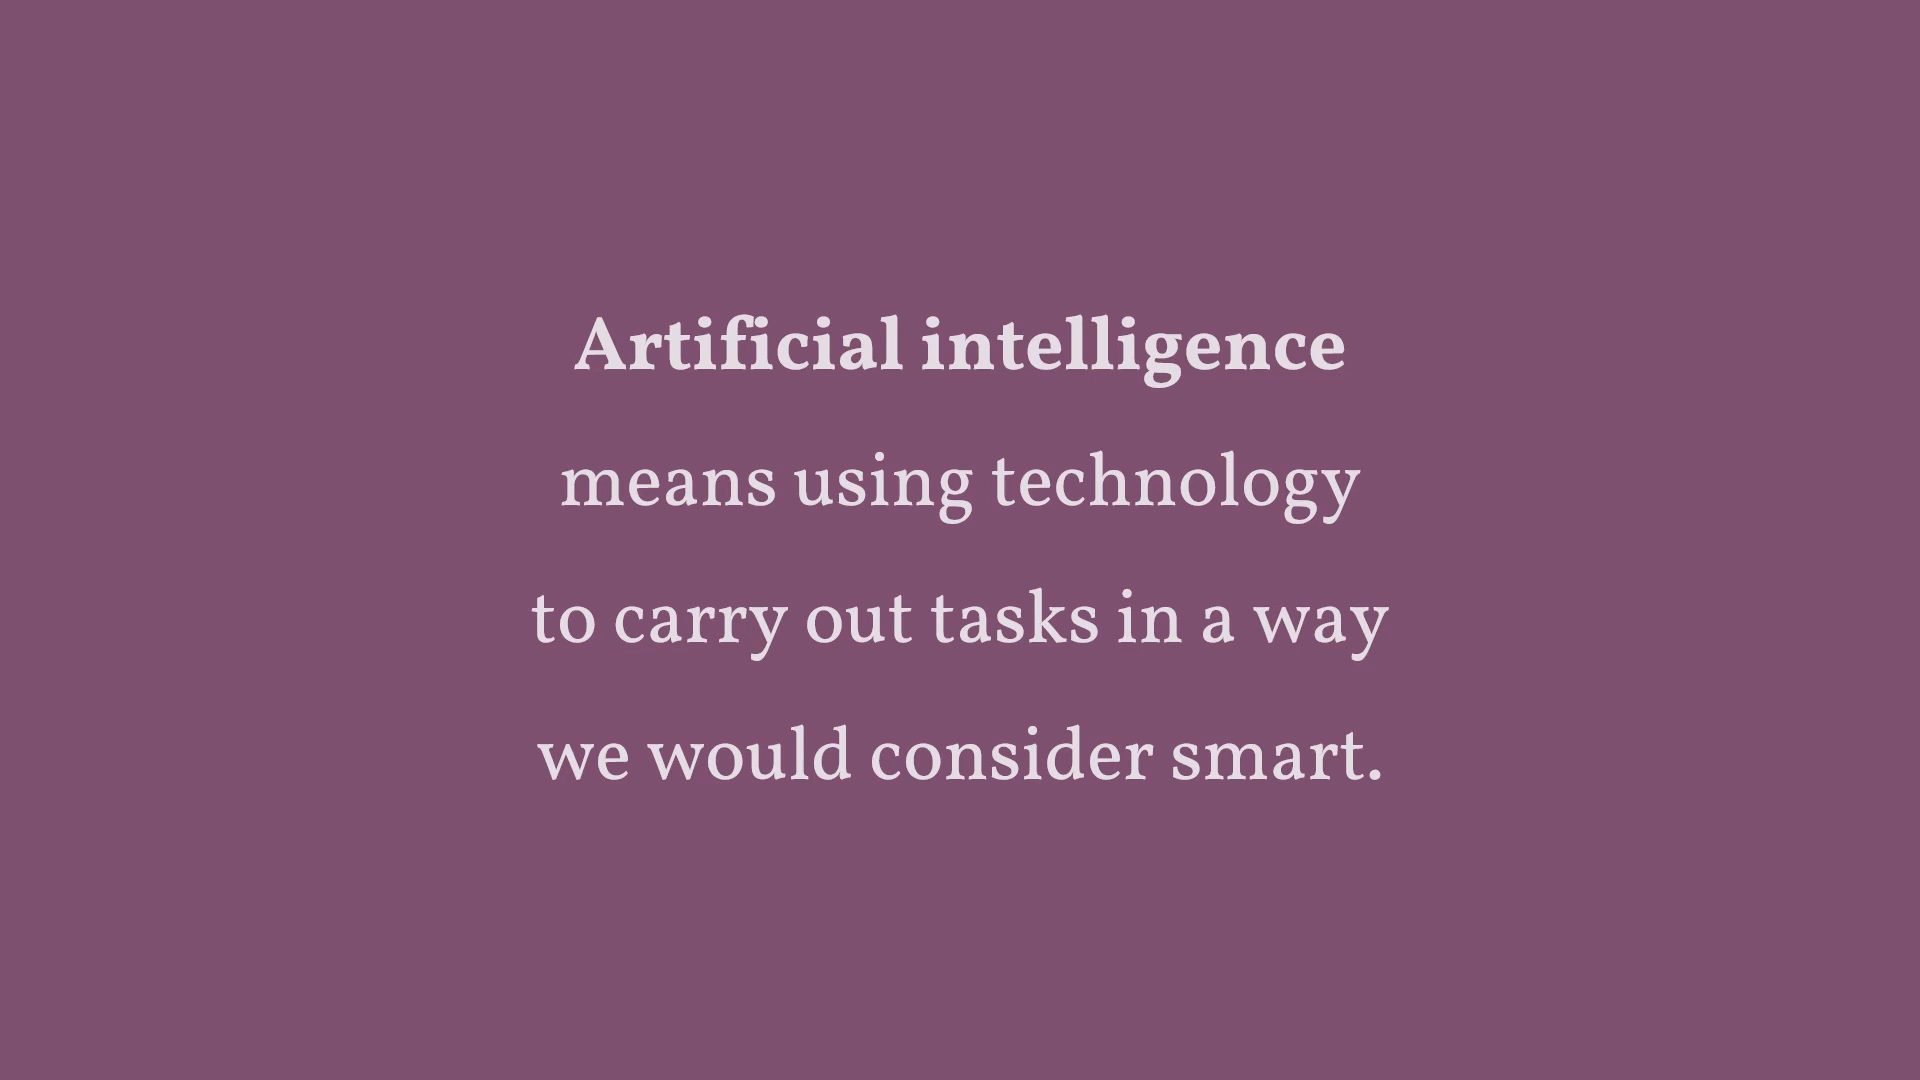 Artificial intelligence
means using technology
to carry out tasks in a way
we would consider smart.